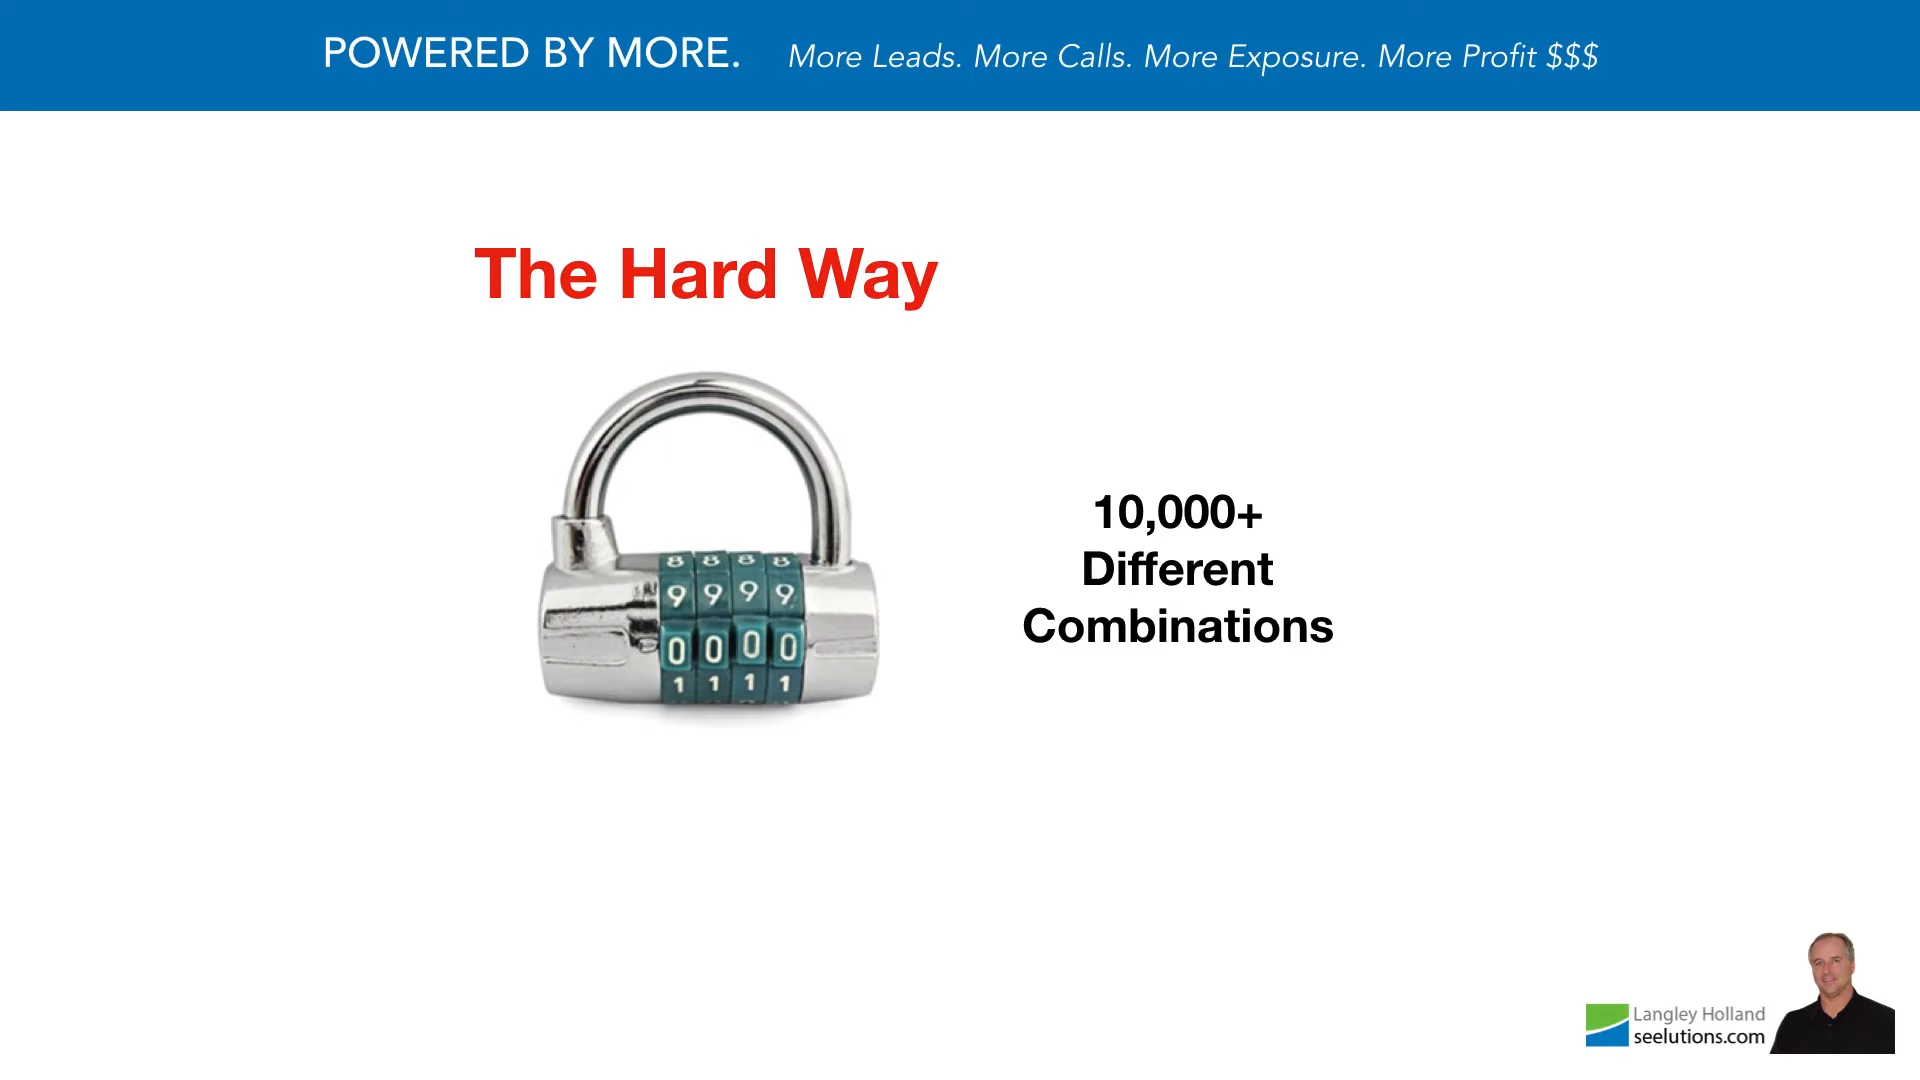 POWERED BY MORE. More Leads. More Calls. More Exposure. More Profit $$$
The Hard Way
8 8 8 8
9 9 9 9
0 0 0 0
1 1 1 1
10,000+
Different
Combinations
Langley Holland
seelutions.com